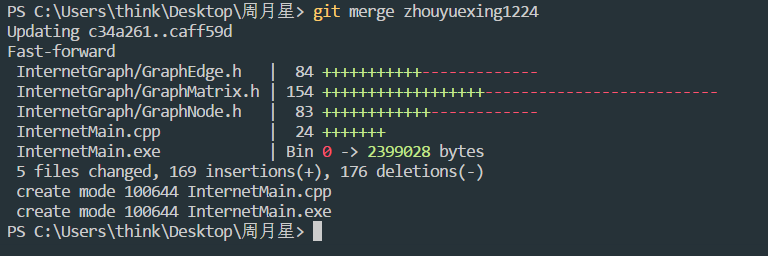 PS C:\Users\think\Desktop\周月星> git merge zhouyuexing1224
Updating c34a261..caff59d
Fast-forward
 InternetGraph/GraphEdge.h   |  84 +++++++++++-------------
 InternetGraph/GraphMatrix.h | 154 ++++++++++++++++++--------------------------
 InternetGraph/GraphNode.h   |  83 ++++++++++++------------
 InternetMain.cpp            |  24 +++++++
 InternetMain.exe            | Bin 0 -> 2399028 bytes
 5 files changed, 169 insertions(+), 176 deletions(-)
 create mode 100644 InternetMain.cpp
 create mode 100644 InternetMain.exe
PS C:\Users\think\Desktop\周月星>